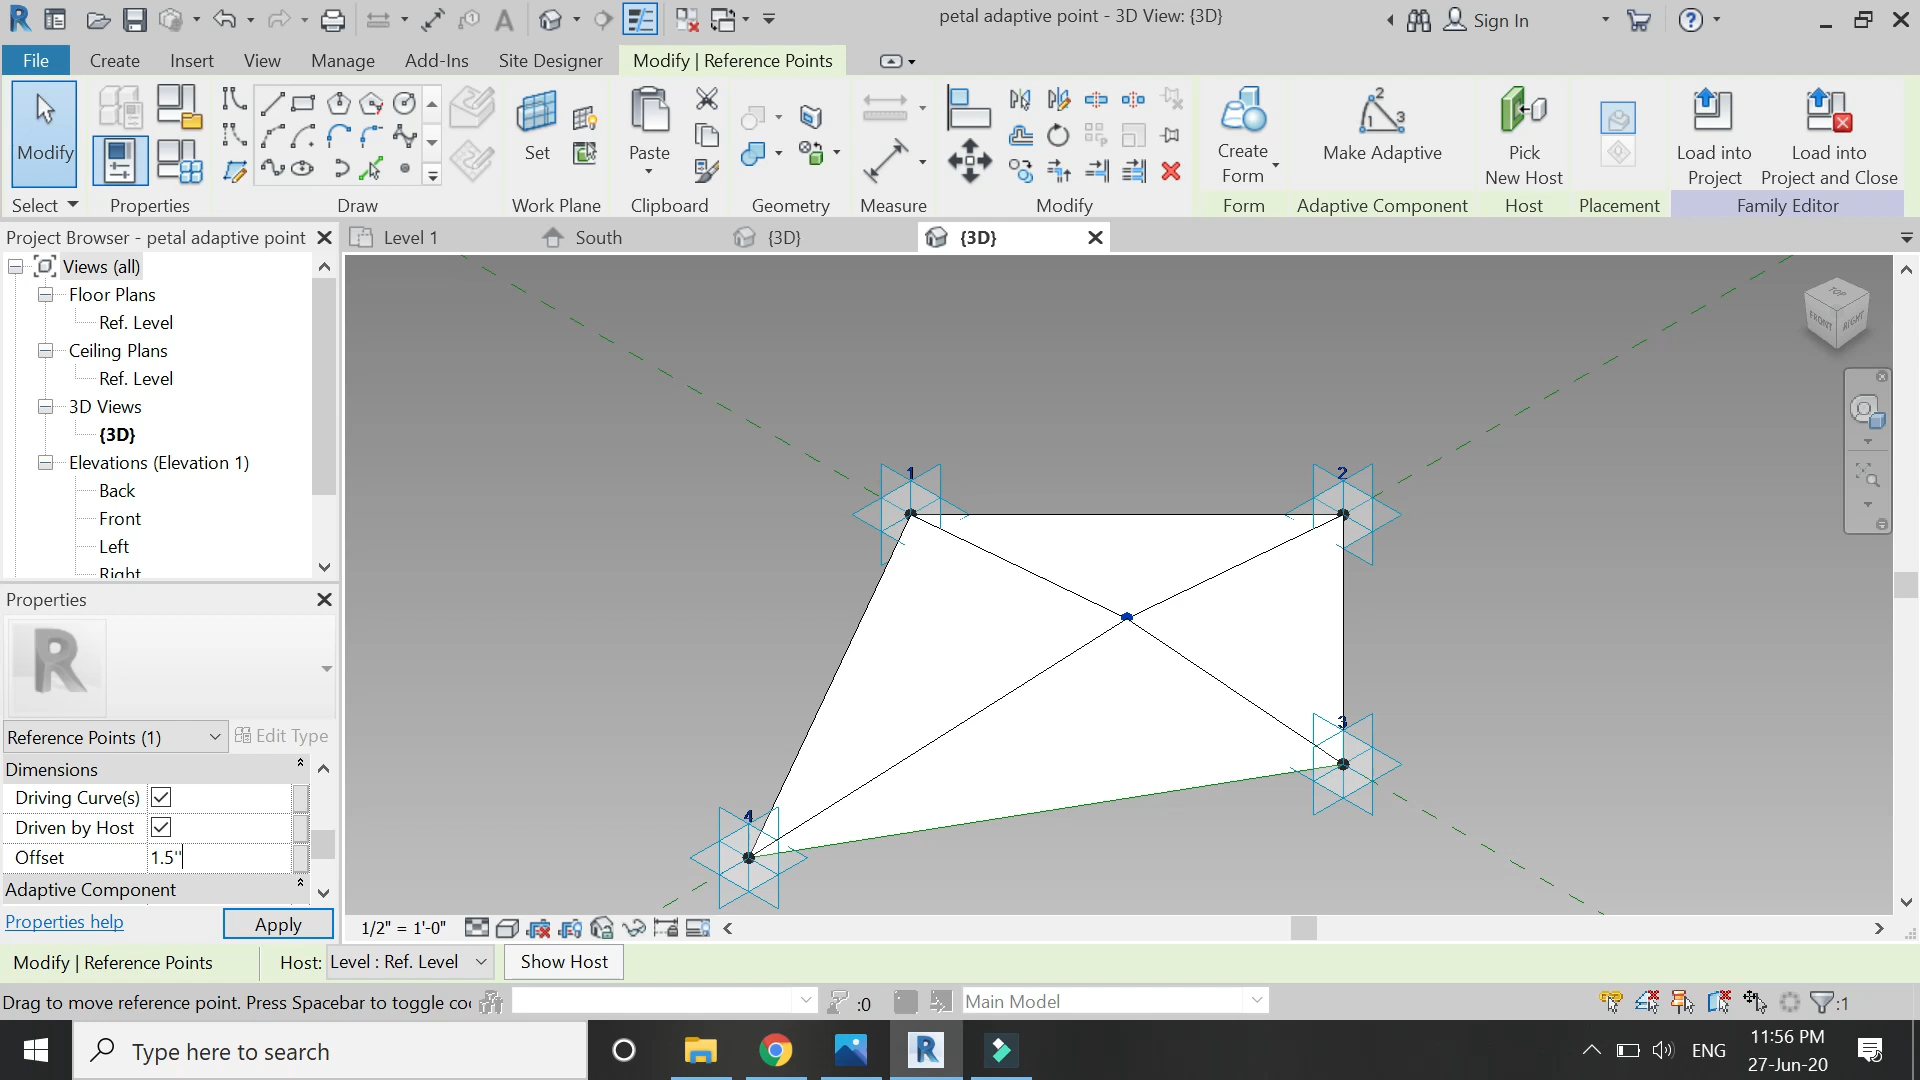 petal adaptive point - 3D View: {3D}
Sign In
File
Create
Insert
View
Manage
Add-Ins
Site Designer
Modify | Reference Points
Modify
Set
Paste
Create
Form
Make Adaptive
Pick
New Host
Load into
Project
Load into
Project and Close
Select
Properties
Draw
Work Plane
Clipboard
Geometry
Measure
Modify
Form
Adaptive Component
Host
Placement
Family Editor
Project Browser - petal adaptive point
Level 1
South
{3D}
{3D}
Views (all)
Floor Plans
Ref. Level
Ceiling Plans
Ref. Level
3D Views
{3D}
Elevations (Elevation 1)
Back
Front
Left
Right
TOP
FRONT
RIGHT
1
2
3
4
Properties
R
Reference Points (1)
Edit Type
Dimensions
Driving Curve(s)
Driven by Host
Offset
1.5''
Adaptive Component
Properties help
Apply
1/2" = 1'-0"
Modify | Reference Points
Host:
Level : Ref. Level
Show Host
Drag to move reference point. Press Spacebar to toggle co
:0
Main Model
:1
Type here to search
ENG
11:56 PM
27-Jun-20